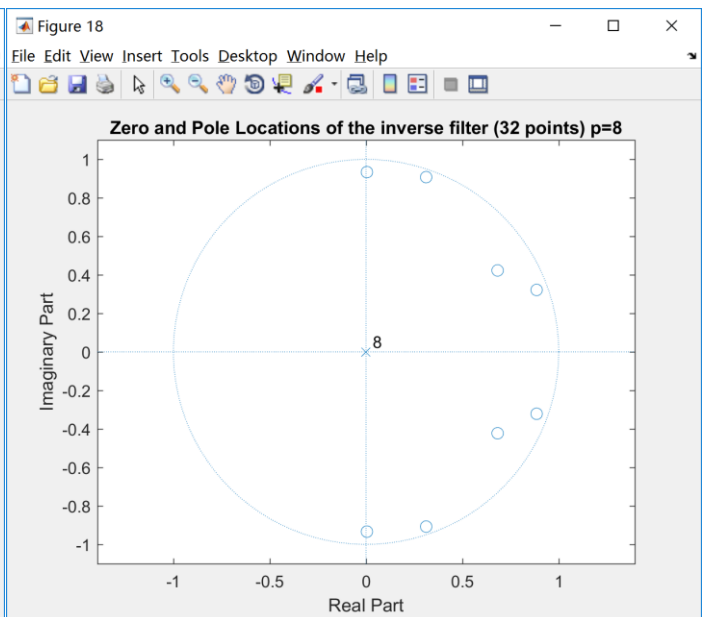 Figure 18
File Edit View Insert Tools Desktop Window Help
Zero and Pole Locations of the inverse filter (32 points) p=8
1
0.8
0.6
0.4
0.2
0
-0.2
-0.4
-0.6
-0.8
-1
Imaginary Part
8
-1 -0.5 0 0.5 1
Real Part